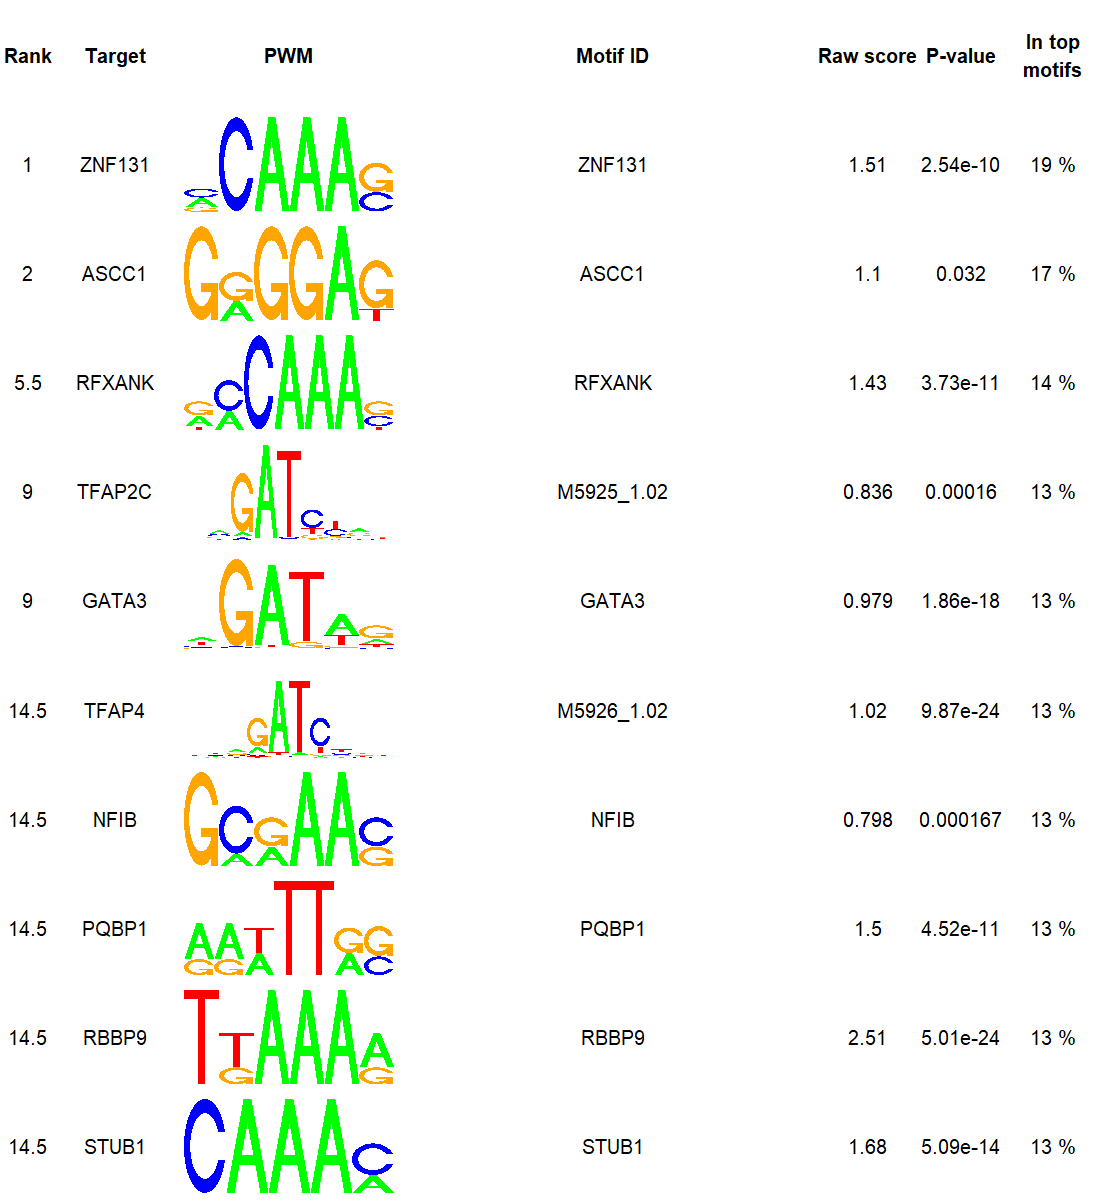 Rank Target PWM Motif ID Raw score P-value In top motifs
1 ZNF131 ZNF131 1.51 2.54e-10 19 %
2 ASCC1 ASCC1 1.1 0.032 17 %
5.5 RFXANK RFXANK 1.43 3.73e-11 14 %
9 TFAP2C M5925_1.02 0.836 0.00016 13 %
9 GATA3 GATA3 0.979 1.86e-18 13 %
14.5 TFAP4 M5926_1.02 1.02 9.87e-24 13 %
14.5 NFIB NFIB 0.798 0.000167 13 %
14.5 PQBP1 PQBP1 1.5 4.52e-11 13 %
14.5 RBBP9 RBBP9 2.51 5.01e-24 13 %
14.5 STUB1 STUB1 1.68 5.09e-14 13 %